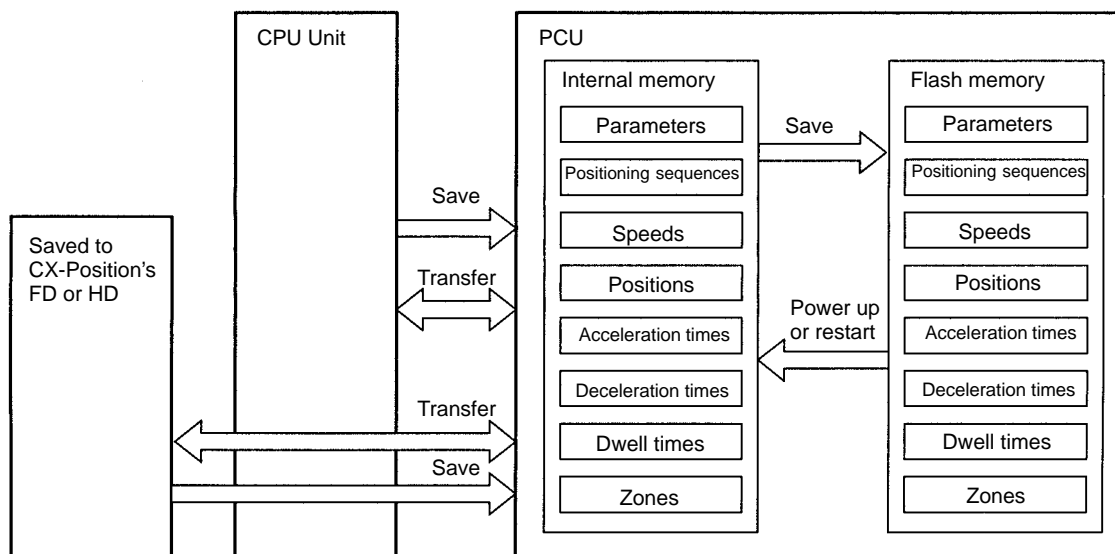 CPU Unit
PCU
Internal memory
Flash memory
Parameters
Save
Parameters
Positioning sequences
Positioning sequences
Save
Speeds
Speeds
Saved to
CX-Position's
FD or HD
Transfer
Positions
Positions
Power up
or restart
Acceleration times
Acceleration times
Deceleration times
Deceleration times
Transfer
Dwell times
Dwell times
Save
Zones
Zones